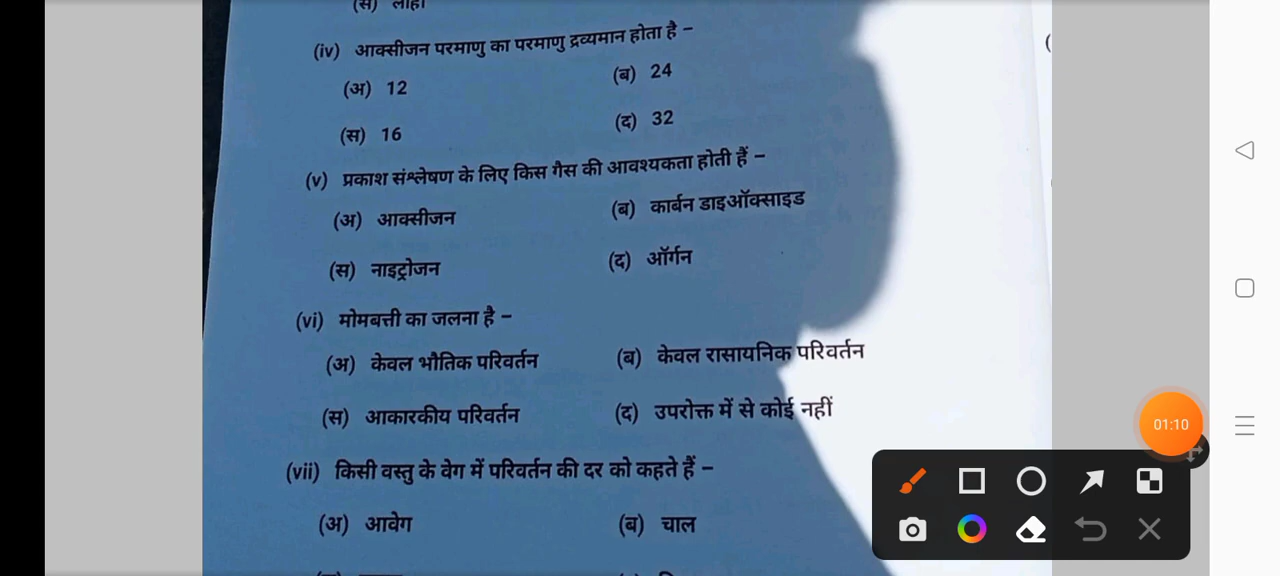 (स) लोहा
(iv) आक्सीजन परमाणु का परमाणु द्रव्यमान होता है –
(अ) 12 (ब) 24
(स) 16 (द) 32
(v) प्रकाश संश्लेषण के लिए किस गैस की आवश्यकता होती हैं –
(अ) आक्सीजन (ब) कार्बन डाइऑक्साइड
(स) नाइट्रोजन (द) ऑर्गन
(vi) मोमबत्ती का जलना है –
(अ) केवल भौतिक परिवर्तन (ब) केवल रासायनिक परिवर्तन
(स) आकारकीय परिवर्तन (द) उपरोक्त में से कोई नहीं
(vii) किसी वस्तु के वेग में परिवर्तन की दर को कहते हैं –
(अ) आवेग (ब) चाल
01:10